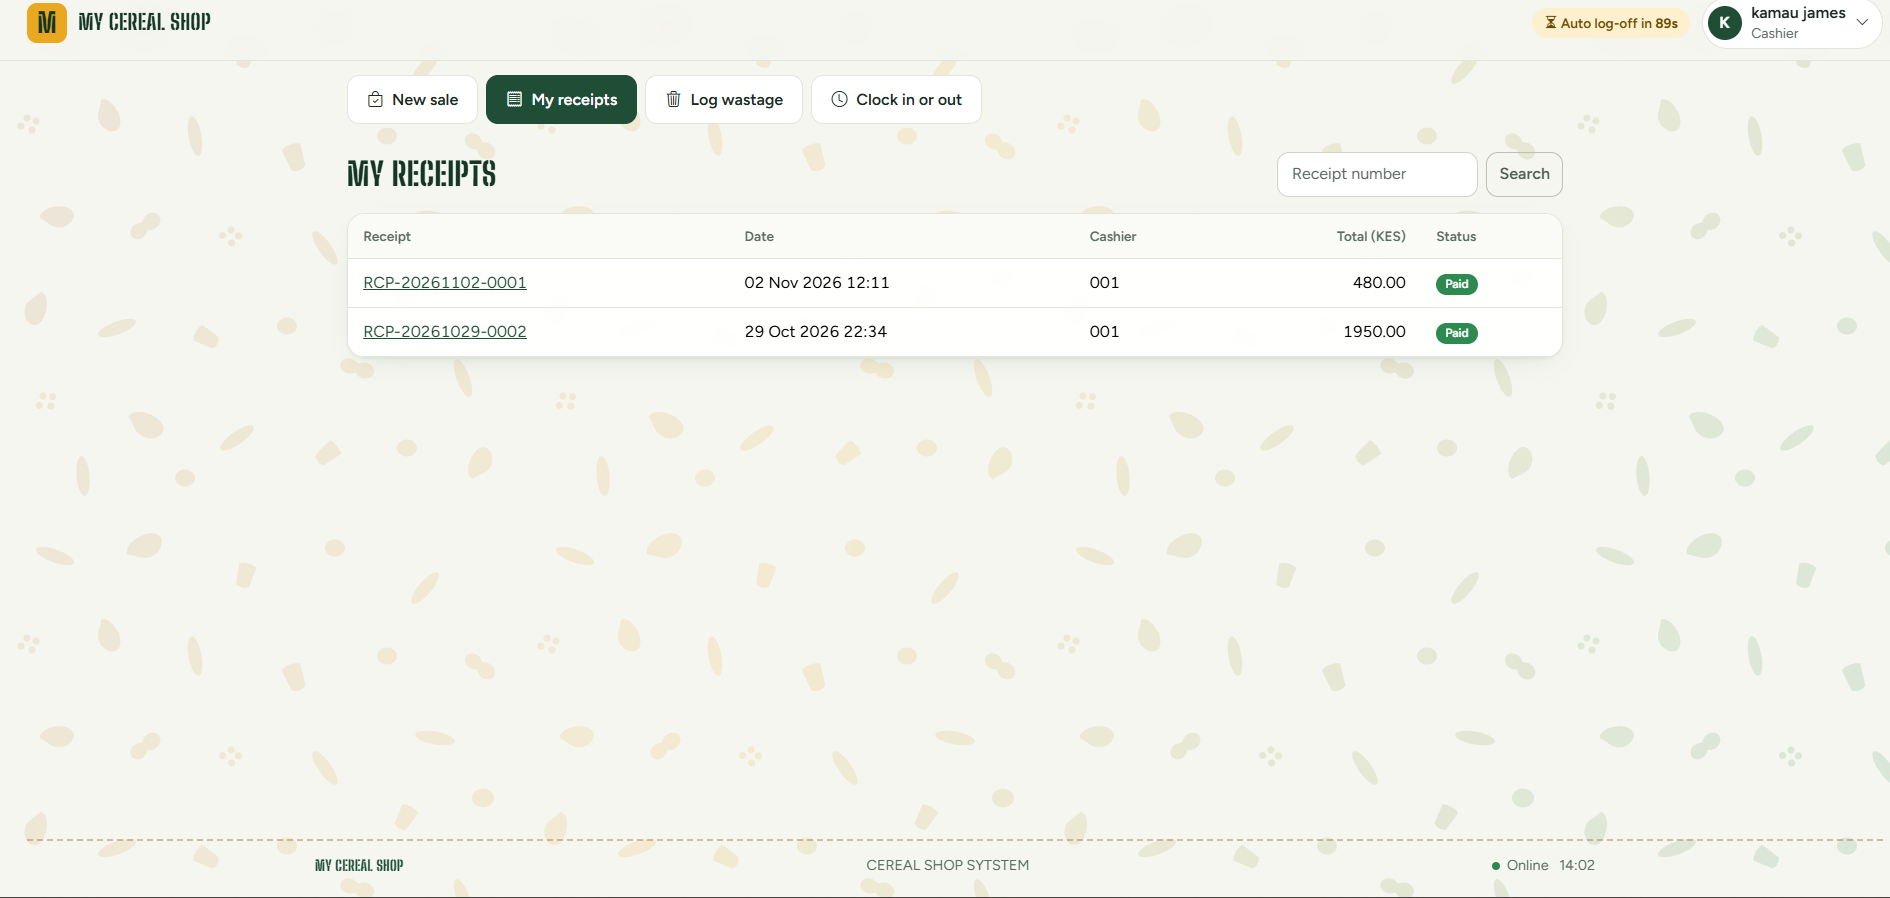 M MY CEREAL SHOP
Auto log-off in 89s
K kamau james
Cashier
New sale My receipts Log wastage Clock in or out
MY RECEIPTS
Receipt number Search
Receipt Date Cashier Total (KES) Status
RCP-20261102-0001 02 Nov 2026 12:11 001 480.00 Paid
RCP-20261029-0002 29 Oct 2026 22:34 001 1950.00 Paid
MY CEREAL SHOP CEREAL SHOP SYTSTEM Online 14:02